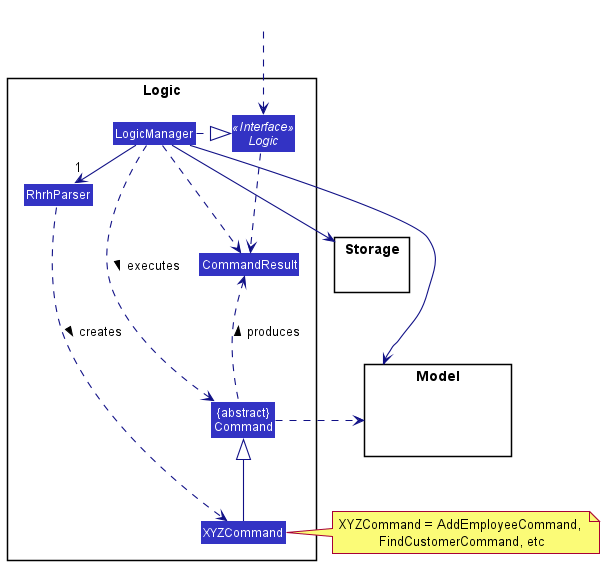 Logic
LogicManager
«Interface»
Logic
1
RhrhParser
Storage
CommandResult
executes
creates
produces
Model
{abstract}
Command
XYZCommand
XYZCommand = AddEmployeeCommand,
FindCustomerCommand, etc